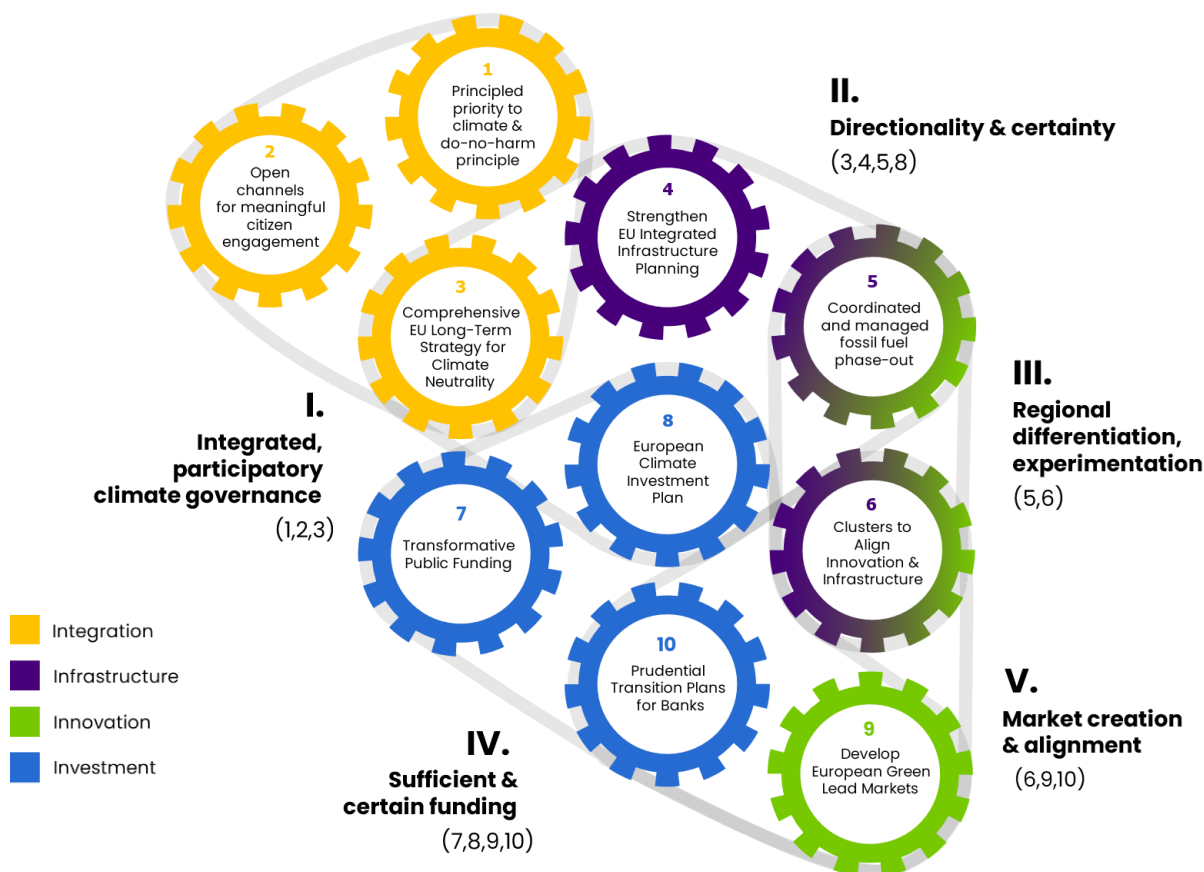 1
Principled
priority to
climate &
do-no-harm
principle
2
Open
channels
for meaningful
citizen
engagement
3
Comprehensive
EU Long-Term
Strategy for
Climate
Neutrality
4
Strengthen
EU Integrated
Infrastructure
Planning
5
Coordinated
and managed
fossil fuel
phase-out
6
Clusters to
Align
Innovation &
Infrastructure
7
Transformative
Public Funding
8
European
Climate
Investment
Plan
9
Develop
European Green
Lead Markets
10
Prudential
Transition Plans
for Banks
I.
Integrated,
participatory
climate governance
(1,2,3)
II.
Directionality & certainty
(3,4,5,8)
III.
Regional
differentiation,
experimentation
(5,6)
IV.
Sufficient &
certain funding
(7,8,9,10)
V.
Market creation
& alignment
(6,9,10)
Integration
Infrastructure
Innovation
Investment